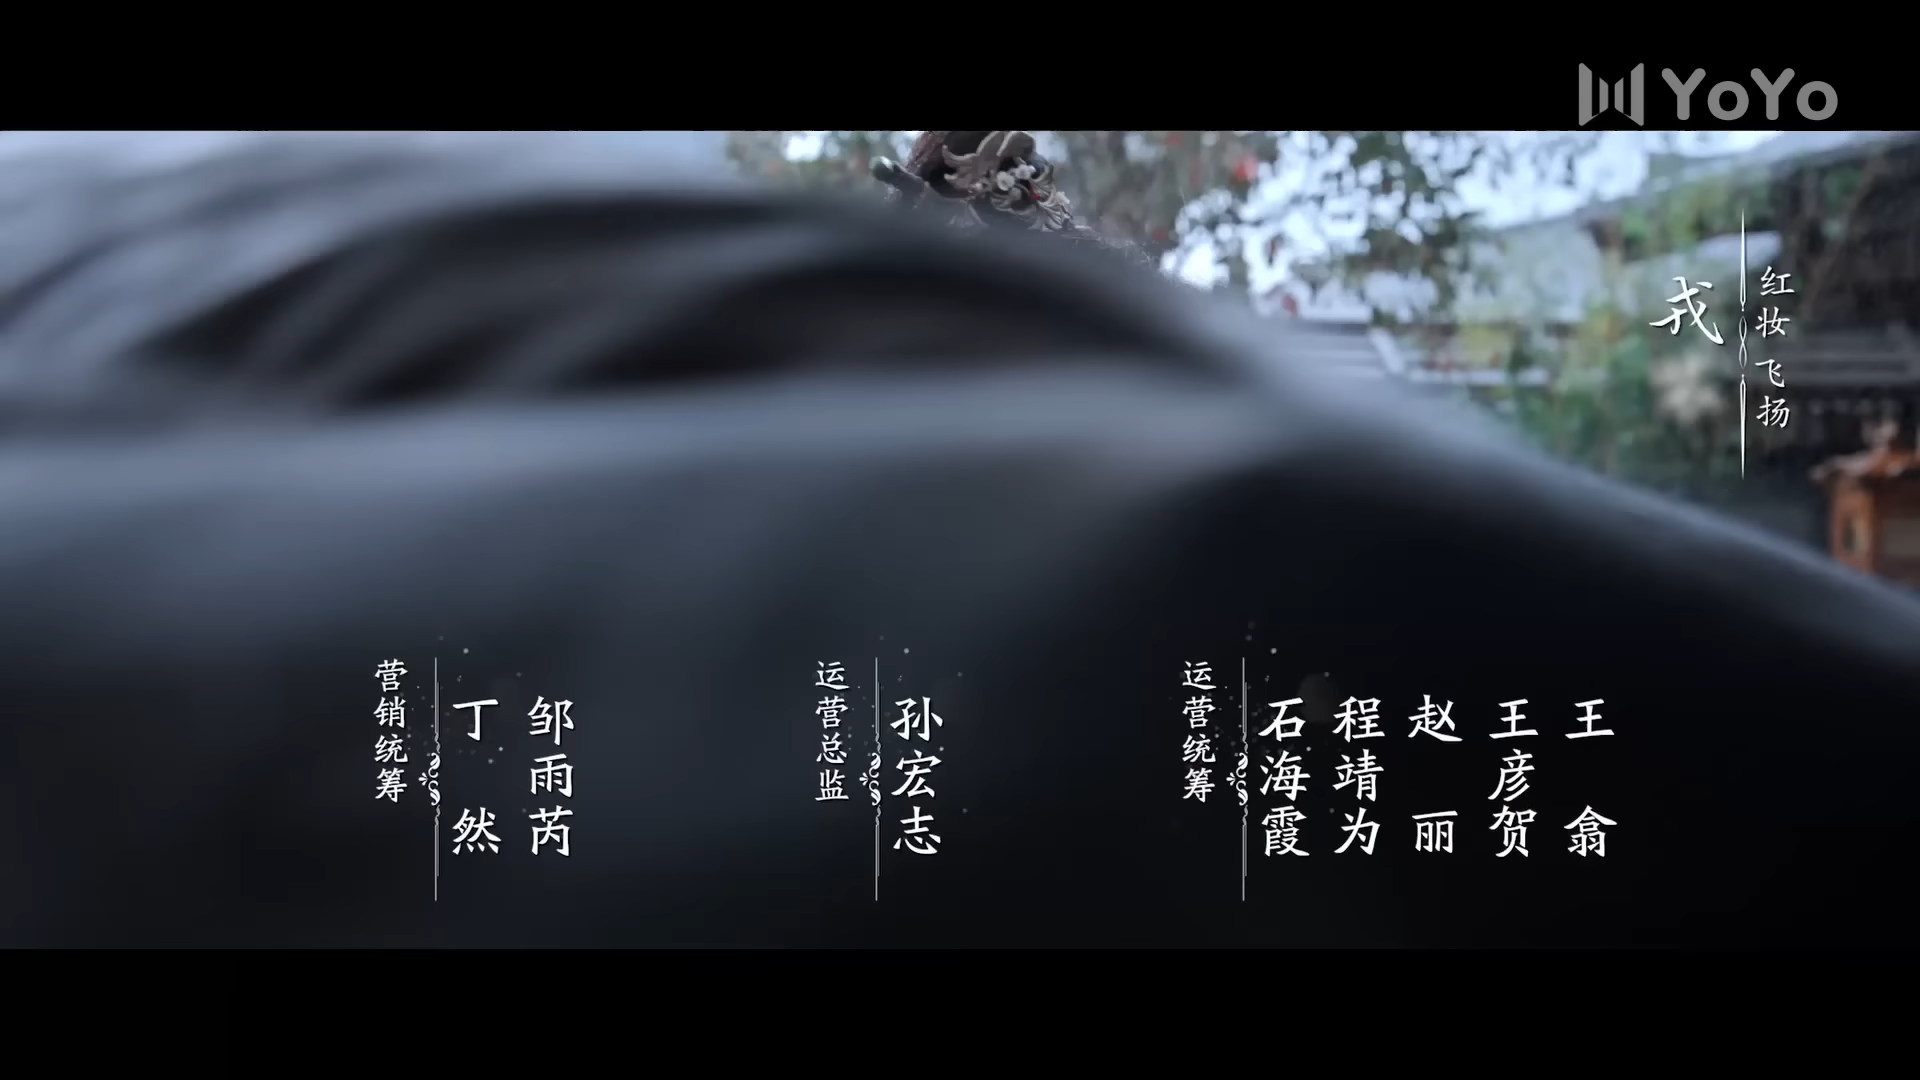 YoYo
红妆飞扬
戎
营销统筹
丁然
邹雨芮
运营总监
孙宏志
运营统筹
石海霞
程靖为
赵丽
王彦贺
王翕